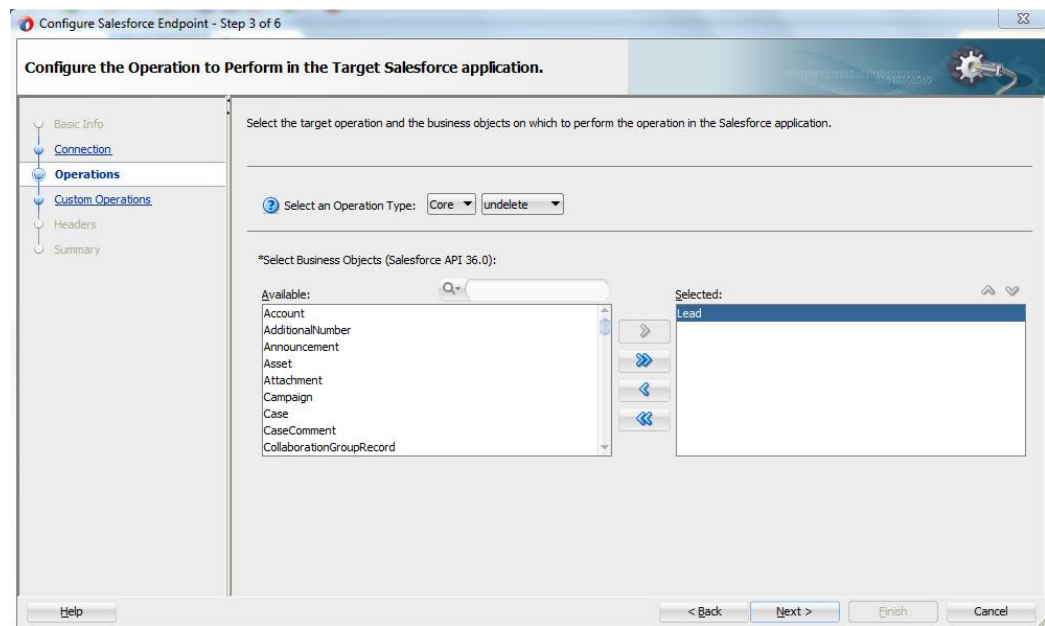 Configure Salesforce Endpoint - Step 3 of 6
Configure the Operation to Perform in the Target Salesforce application.
Basic Info
Connection
Operations
Custom Operations
Headers
Summary
Select the target operation and the business objects on which to perform the operation in the Salesforce application.
Select an Operation Type: Core undelete
*Select Business Objects (Salesforce API 36.0):
Available:
Selected:
Account
AdditionalNumber
Announcement
Asset
Attachment
Campaign
Case
CaseComment
CollaborationGroupRecord
Lead
Help
< Back
Next >
Finish
Cancel